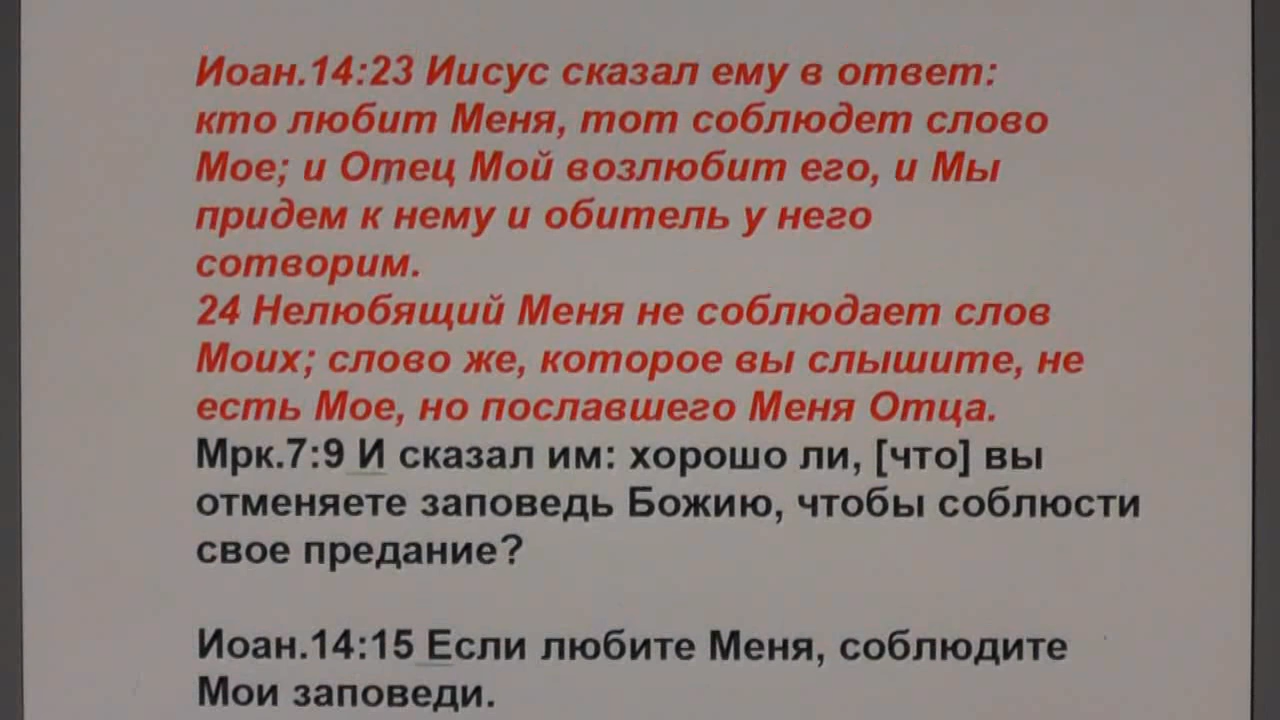 Иоан.14:23 Иисус сказал ему в ответ:
кто любит Меня, тот соблюдет слово
Мое; и Отец Мой возлюбит его, и Мы
придем к нему и обитель у него
сотворим.
24 Нелюбящий Меня не соблюдает слов
Моих; слово же, которое вы слышите, не
есть Мое, но пославшего Меня Отца.
Мрк.7:9 И сказал им: хорошо ли, [что] вы
отменяете заповедь Божию, чтобы соблюсти
свое предание?
Иоан.14:15 Если любите Меня, соблюдите
Мои заповеди.